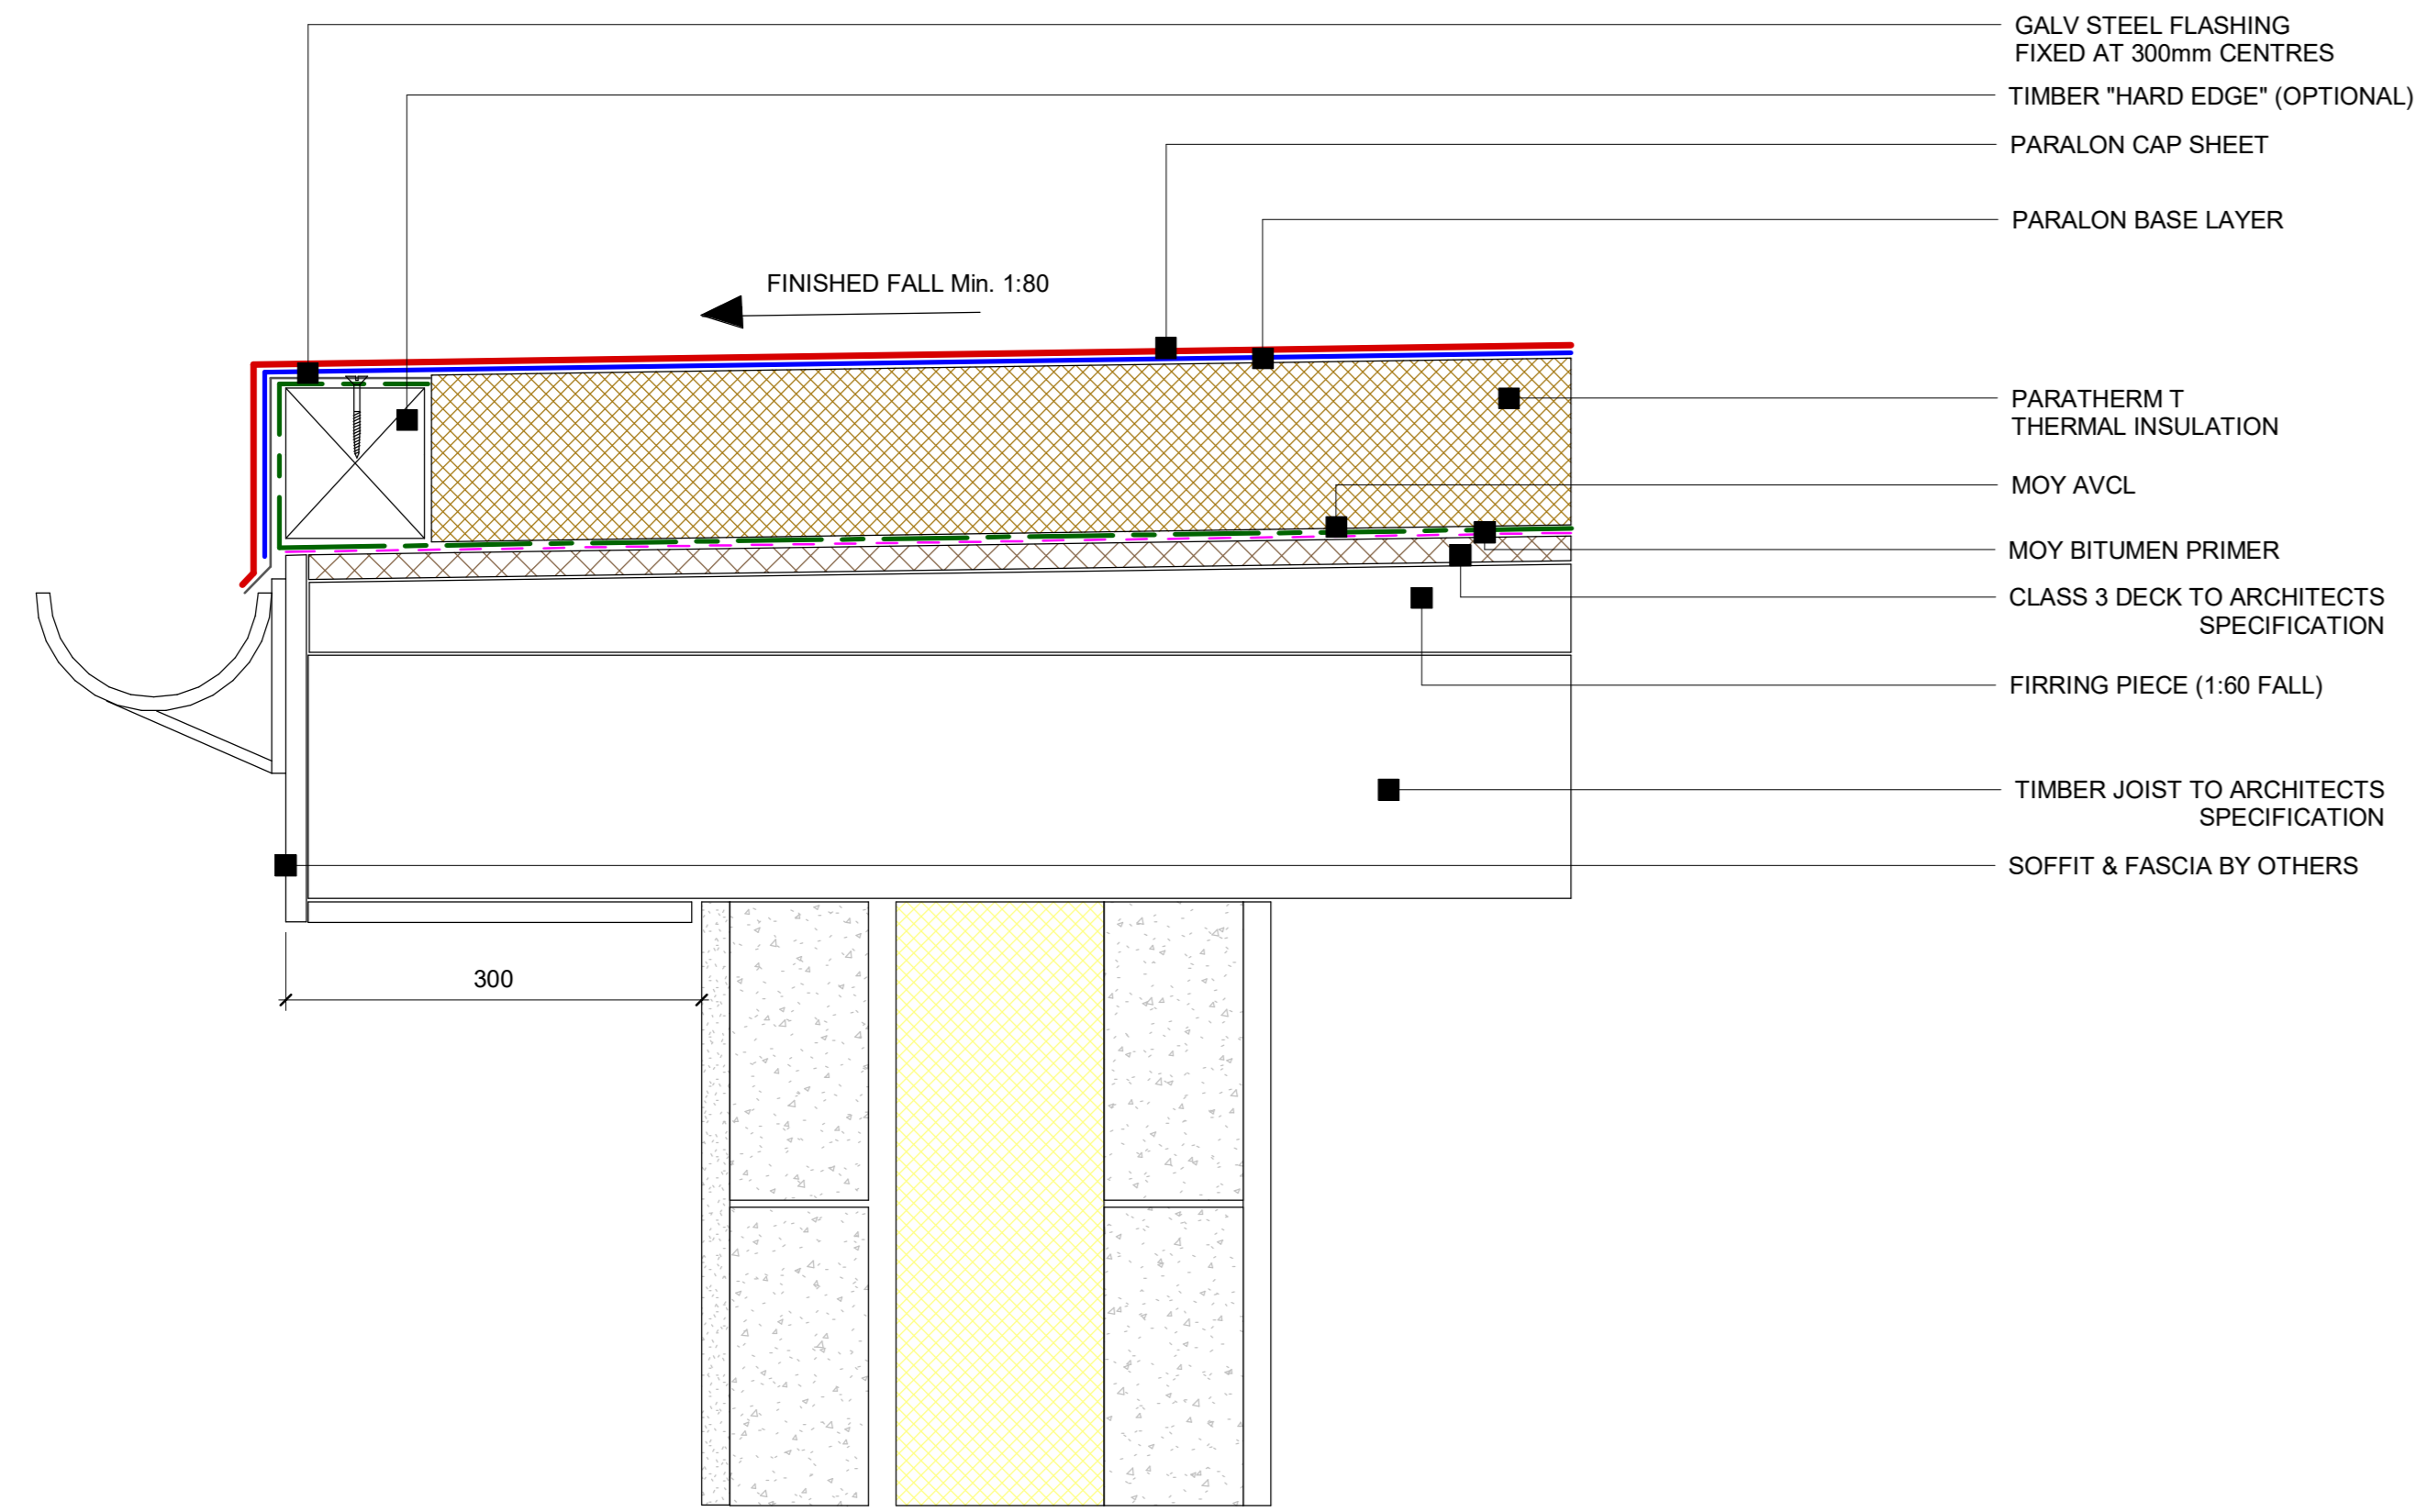 GALV STEEL FLASHING
FIXED AT 300mm CENTRES
TIMBER "HARD EDGE" (OPTIONAL)
PARALON CAP SHEET
PARALON BASE LAYER
FINISHED FALL Min. 1:80
PARATHERM T
THERMAL INSULATION
MOY AVCL
MOY BITUMEN PRIMER
CLASS 3 DECK TO ARCHITECTS
SPECIFICATION
FIRRING PIECE (1:60 FALL)
TIMBER JOIST TO ARCHITECTS
SPECIFICATION
SOFFIT & FASCIA BY OTHERS
300